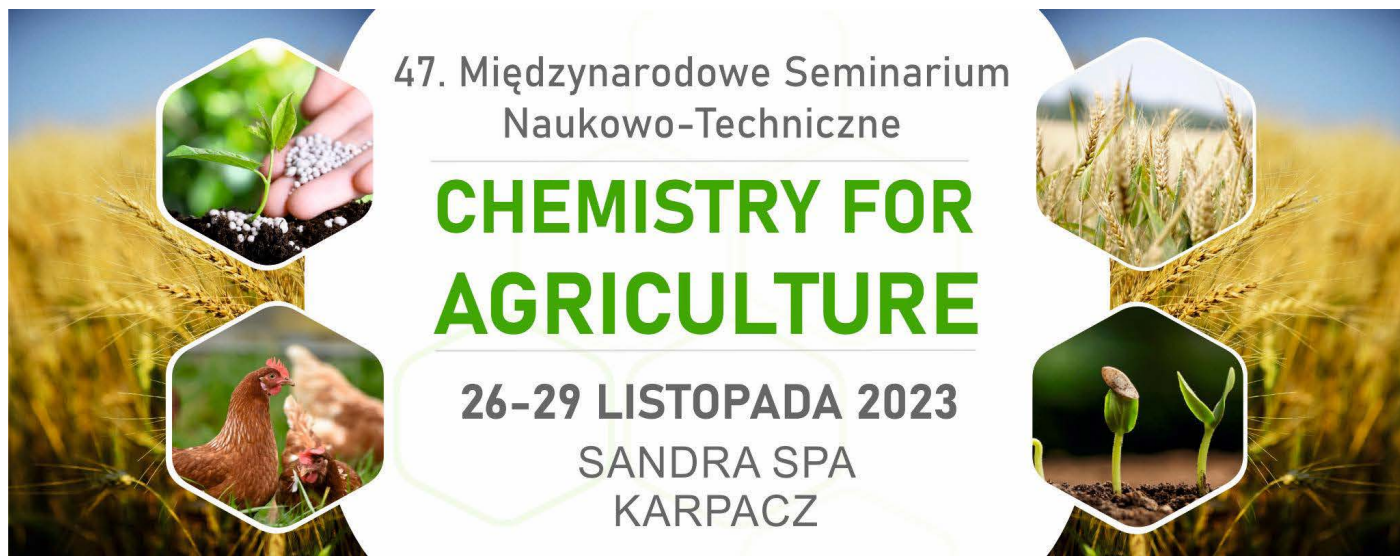 47. Międzynarodowe Seminarium
Naukowo-Techniczne
CHEMISTRY FOR
AGRICULTURE
26-29 LISTOPADA 2023
SANDRA SPA
KARPACZ